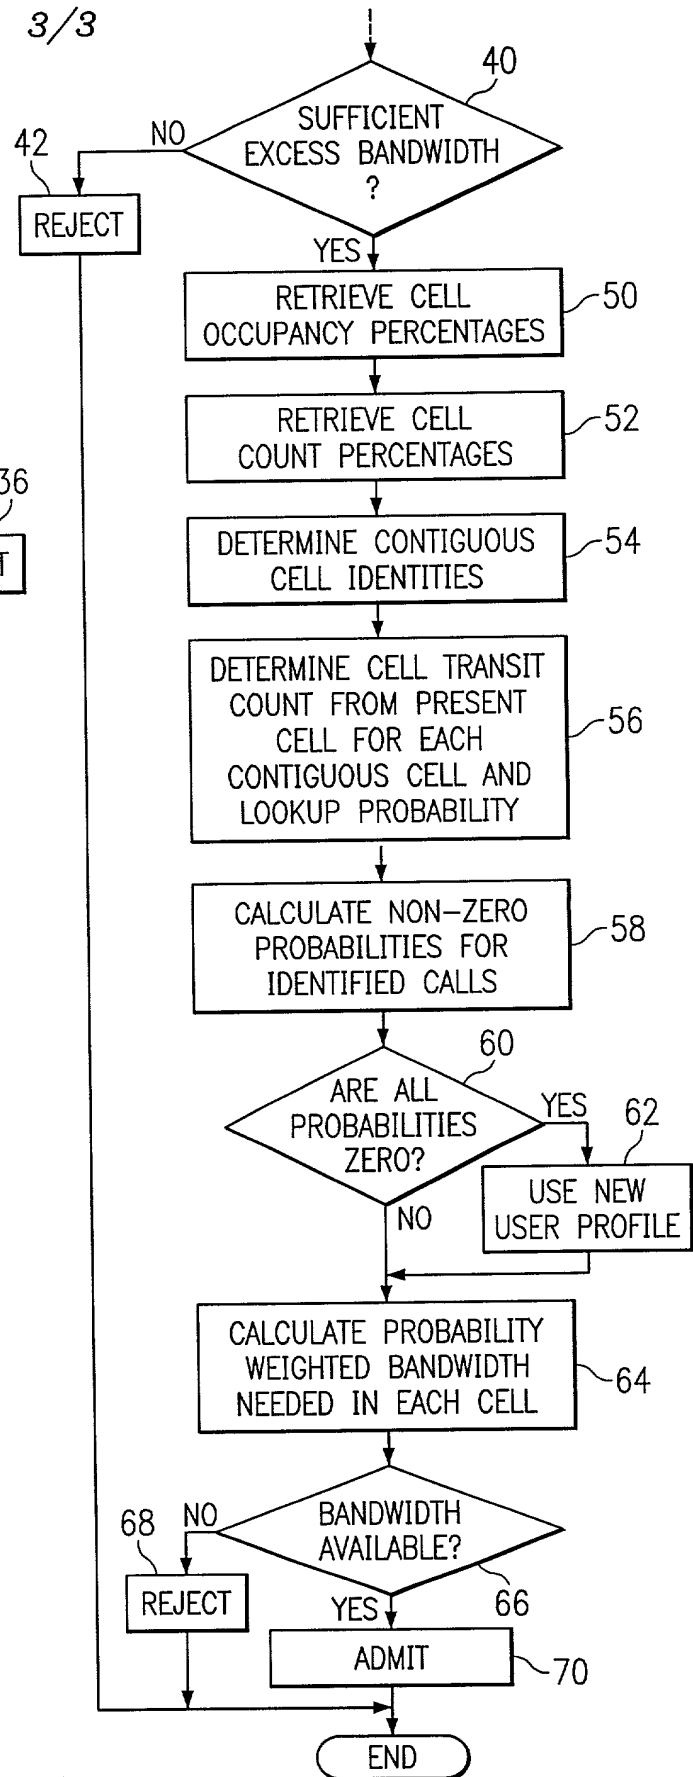 3/3
40
SUFFICIENT
EXCESS BANDWIDTH
?
NO
42
REJECT
YES
RETRIEVE CELL
OCCUPANCY PERCENTAGES
50
RETRIEVE CELL
COUNT PERCENTAGES
52
36
T
DETERMINE CONTIGUOUS
CELL IDENTITIES
54
DETERMINE CELL TRANSIT
COUNT FROM PRESENT
CELL FOR EACH
CONTIGUOUS CELL AND
LOOKUP PROBABILITY
56
CALCULATE NON-ZERO
PROBABILITIES FOR
IDENTIFIED CALLS
58
60
ARE ALL
PROBABILITIES
ZERO?
YES
62
USE NEW
USER PROFILE
NO
CALCULATE PROBABILITY
WEIGHTED BANDWIDTH
NEEDED IN EACH CELL
64
BANDWIDTH
AVAILABLE?
66
NO
68
REJECT
YES
ADMIT
70
END